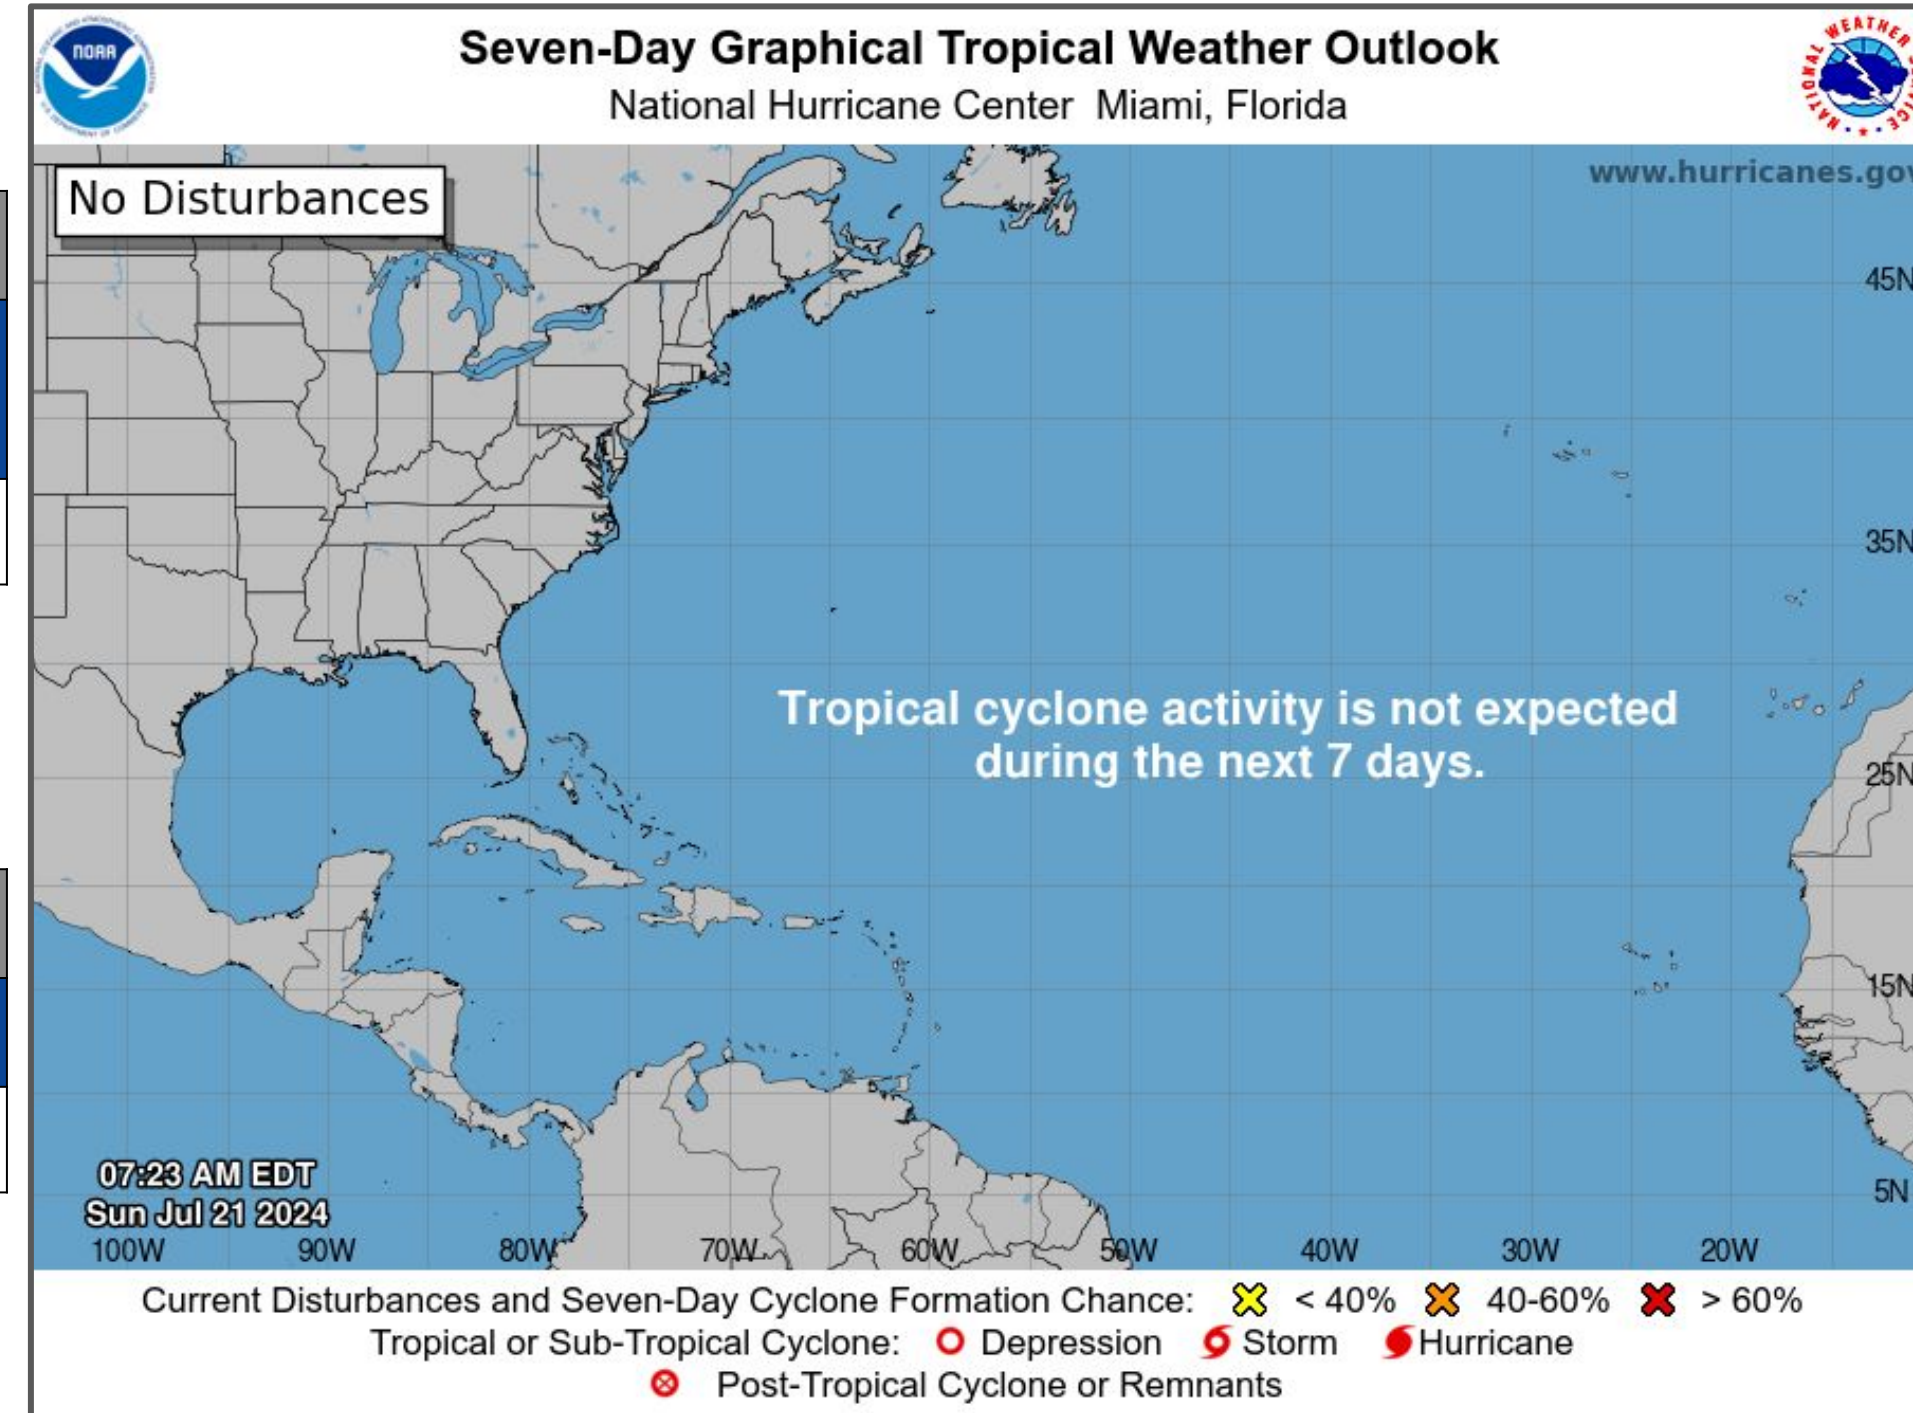 Seven-Day Graphical Tropical Weather Outlook
National Hurricane Center Miami, Florida
NOAA
NATIONAL WEATHER
No Disturbances
www.hurricanes.gov
45N
35N
Tropical cyclone activity is not expected
during the next 7 days.
25N
15N
5N
07:23 AM EDT
Sun Jul 21 2024
100W 90W 80W 70W 60W 50W 40W 30W 20W
Current Disturbances and Seven-Day Cyclone Formation Chance: < 40% 40-60% > 60%
Tropical or Sub-Tropical Cyclone: Depression Storm Hurricane
Post-Tropical Cyclone or Remnants